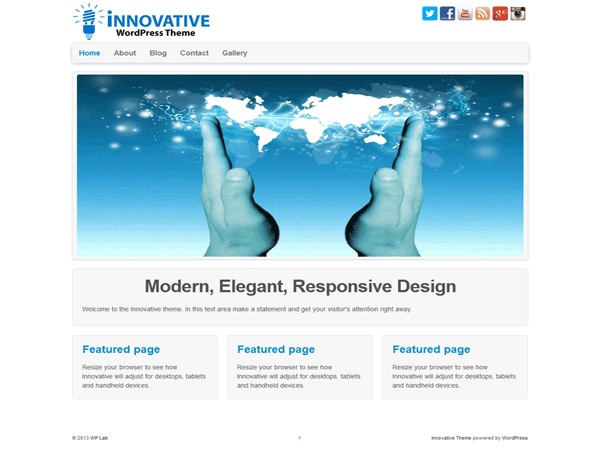 INNOVATIVE
WordPress Theme
Home About Blog Contact Gallery
Modern, Elegant, Responsive Design
Welcome to the Innovative theme. In this text area make a statement and get your visitor's attention right away.
Featured page
Resize your browser to see how
Innovative will adjust for desktops, tablets
and handheld devices.
Featured page
Resize your browser to see how
Innovative will adjust for desktops, tablets
and handheld devices.
Featured page
Resize your browser to see how
Innovative will adjust for desktops, tablets
and handheld devices.
© 2013 WP Lab
↑
innovative Theme powered by WordPress